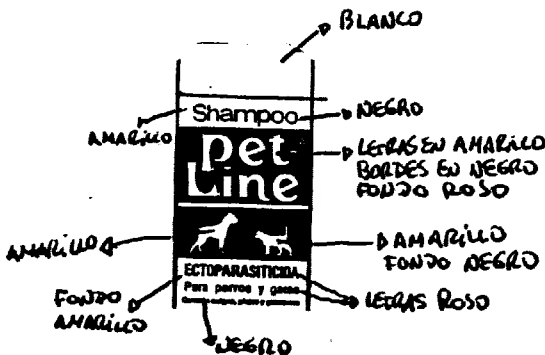 BLANCO
Shampoo
NEGRO
AMARILLO
pet
Line
LETRAS EN AMARILLO
BORDES EN NEGRO
FONDO ROSO
AMARILLO
AMARILLO
FONDO NEGRO
ECTOPARASITICIDA
Para perros y gatos
FONDO
AMARILLO
LETRAS ROSO
NEGRO